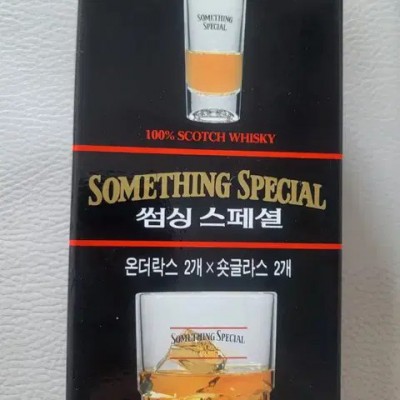 SOMETHING
SPECIAL
100% SCOTCH WHISKY
SOMETHING SPECIAL
썸싱 스페셜
온더락스 2개 × 숏글라스 2개
SOMETHING SPECIAL